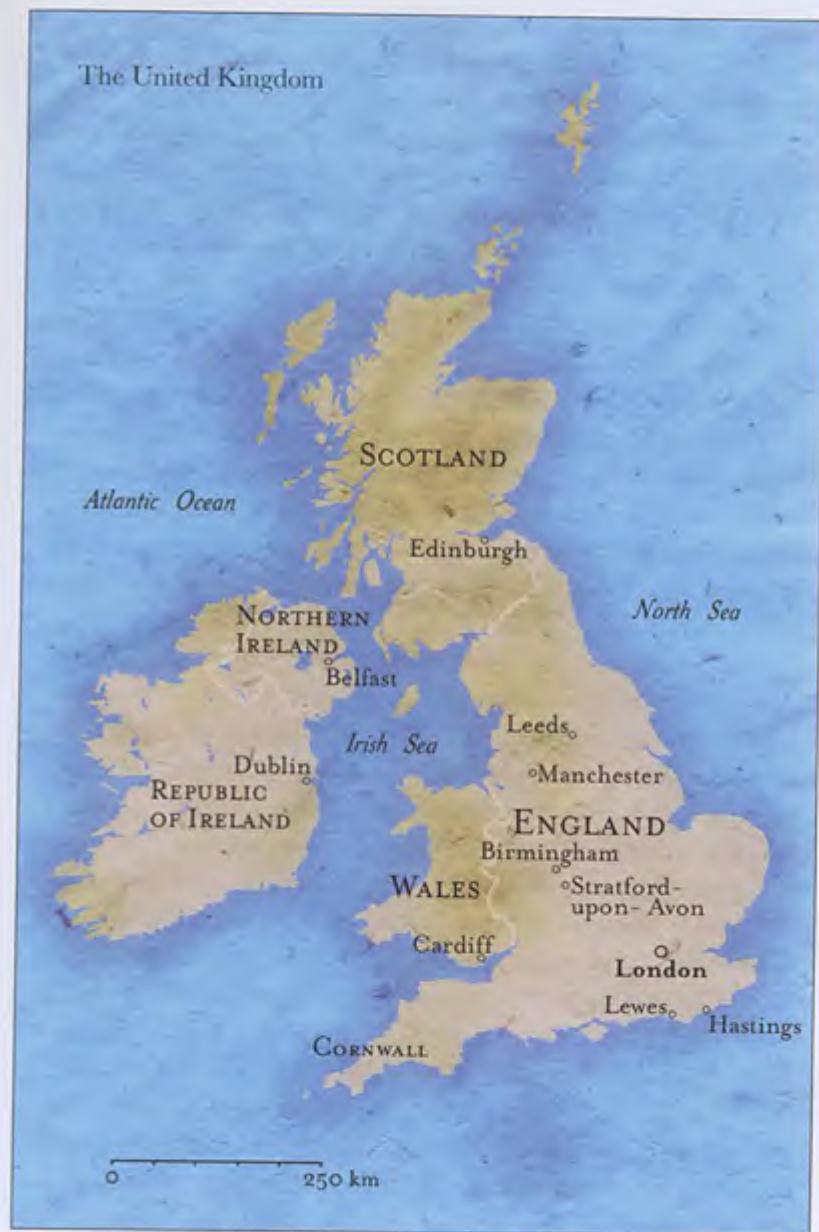 The United Kingdom
SCOTLAND
Atlantic Ocean
Edinburgh
North Sea
NORTHERN
IRELAND
Belfast
Leeds
Irish Sea
Dublin
Manchester
REPUBLIC
OF IRELAND
ENGLAND
Birmingham
WALES
Stratford-
upon-Avon
Cardiff
London
Lewes
Hastings
CORNWALL
0 250 km